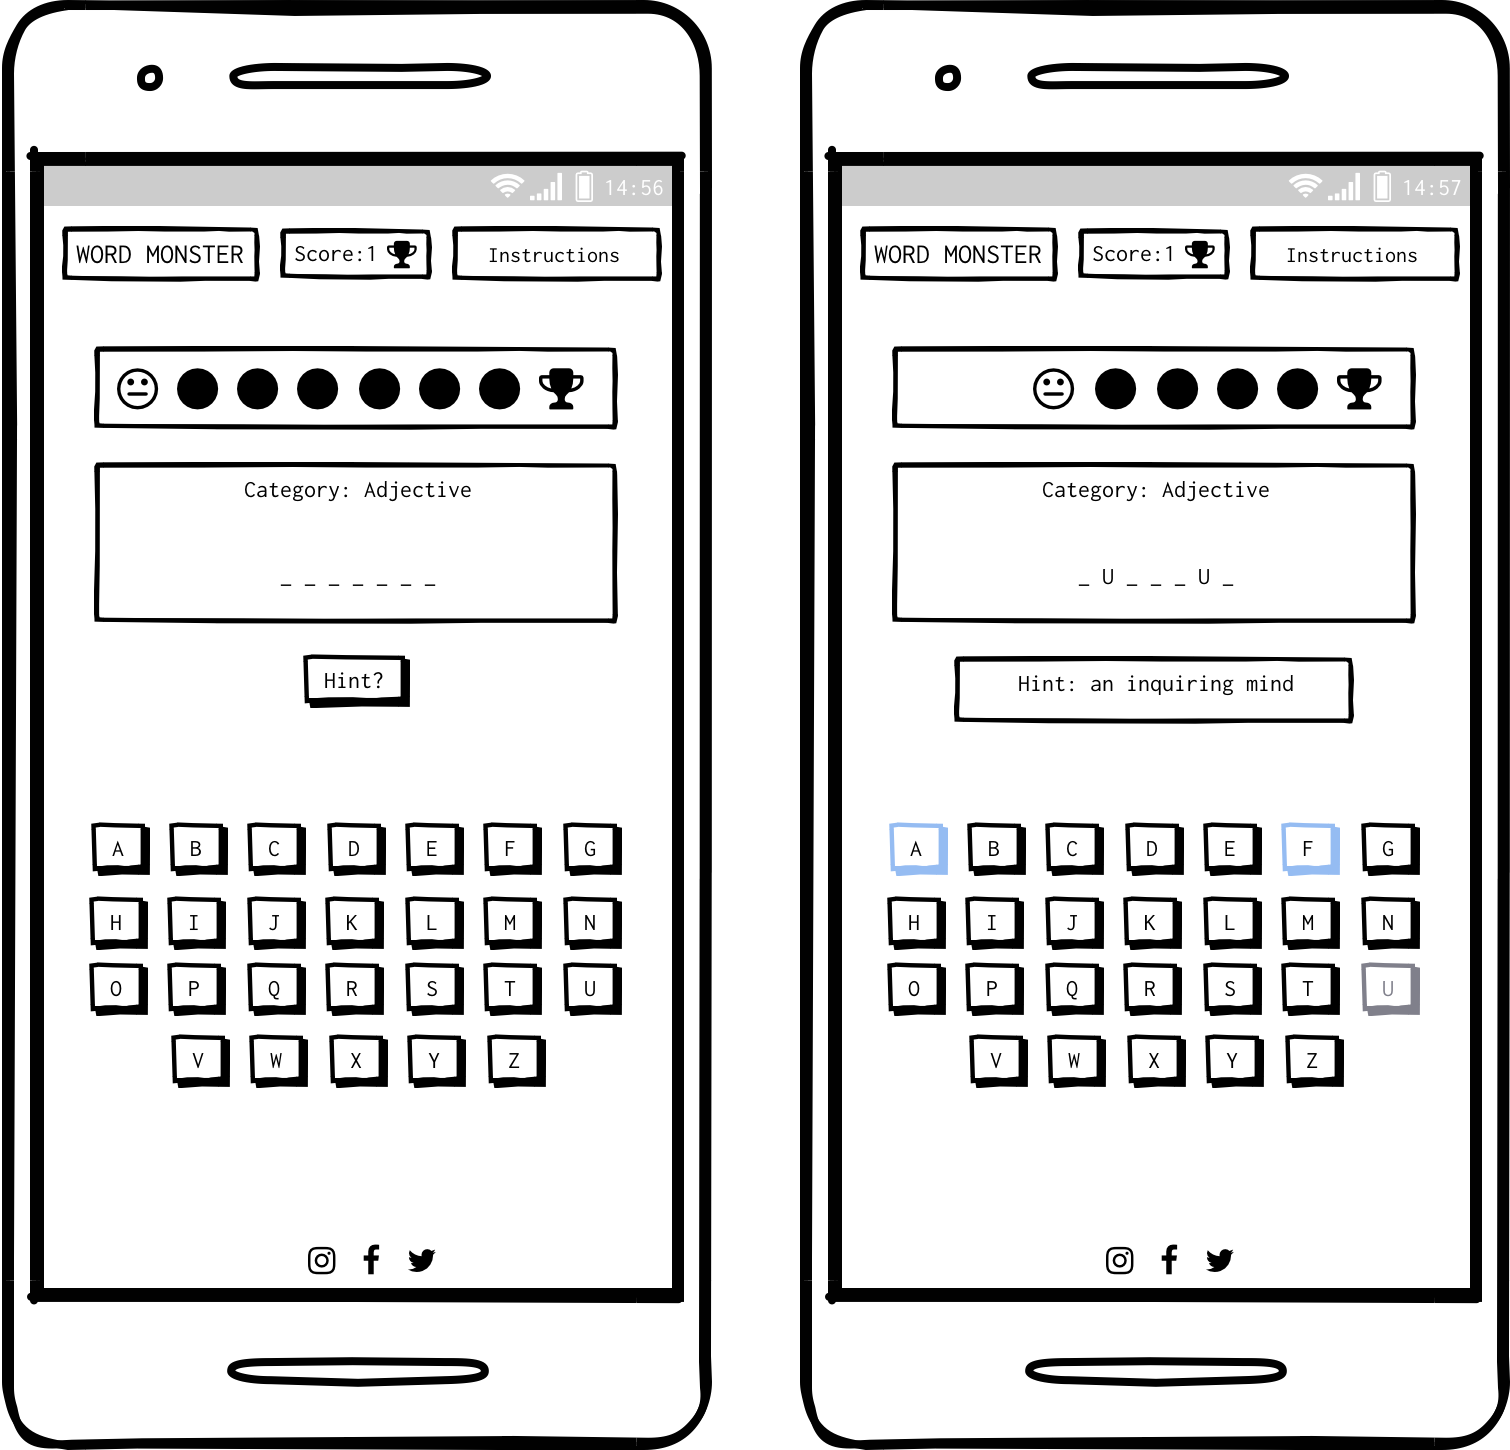 14:56
WORD MONSTER Score:1 Instructions
Category: Adjective
_ _ _ _ _ _ _
Hint?
A B C D E F G
H I J K L M N
O P Q R S T U
V W X Y Z
14:57
WORD MONSTER Score:1 Instructions
Category: Adjective
_ U _ _ _ U _
Hint: an inquiring mind
A B C D E F G
H I J K L M N
O P Q R S T U
V W X Y Z